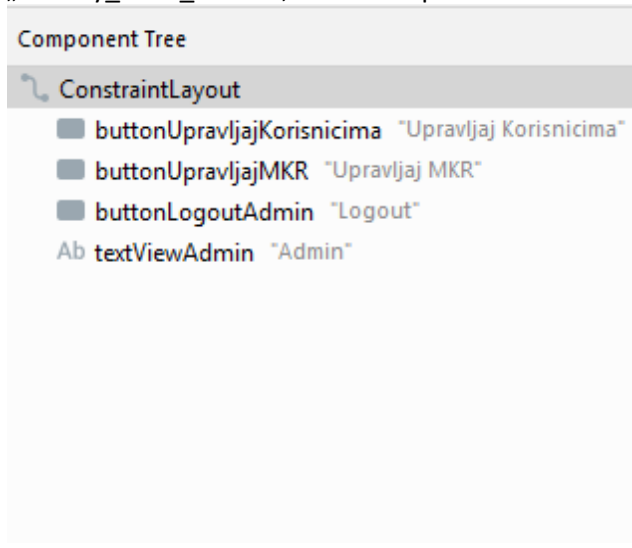 Component Tree
ConstraintLayout
buttonUpravljajKorisnicima "Upravljaj Korisnicima"
buttonUpravljajMKR "Upravljaj MKR"
buttonLogoutAdmin "Logout"
Ab textViewAdmin "Admin"